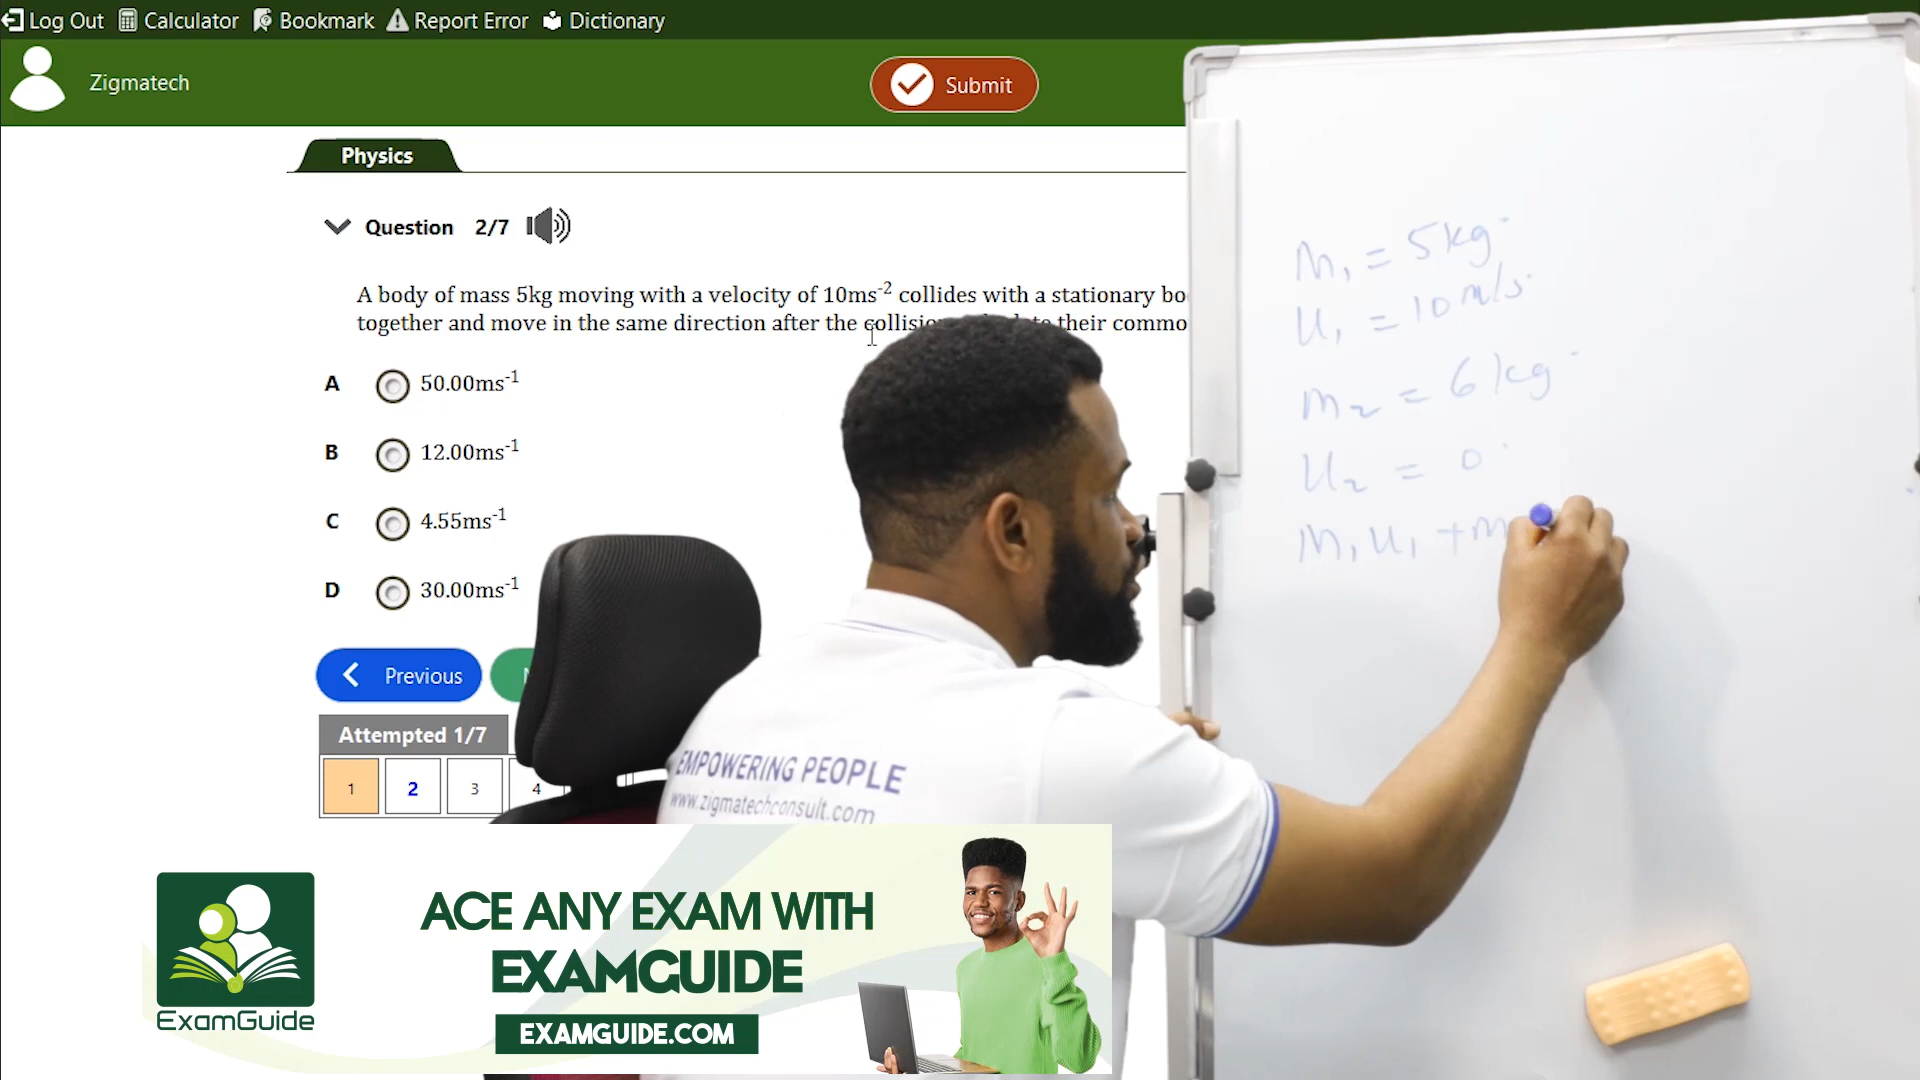 Log Out Calculator Bookmark Report Error Dictionary
Zigmatech
Submit
Physics
Question 2/7
A body of mass 5kg moving with a velocity of 10ms⁻² collides with a stationary bo
together and move in the same direction after the collisio their commo
A 50.00ms⁻¹
B 12.00ms⁻¹
C 4.55ms⁻¹
D 30.00ms⁻¹
Previous N
Attempted 1/7
1 2 3 4
M₁ = 5kg
U₁ = 10m/s
m₂ = 6kg
U₂ = 0
M₁U₁ + m
EMPOWERING PEOPLE
www.zigmatechconsult.com
ExamGuide
ACE ANY EXAM WITH
EXAMGUIDE
EXAMGUIDE.COM